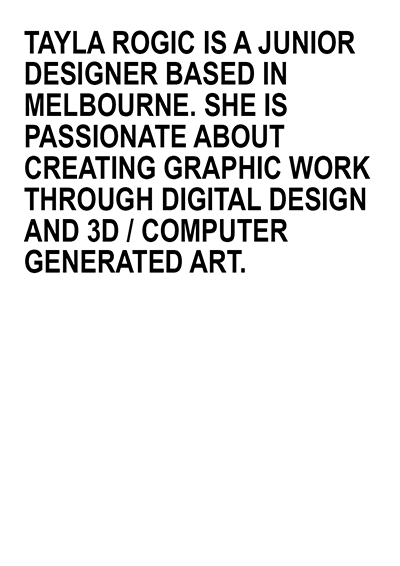 TAYLA ROGIC IS A JUNIOR
DESIGNER BASED IN
MELBOURNE. SHE IS
PASSIONATE ABOUT
CREATING GRAPHIC WORK
THROUGH DIGITAL DESIGN
AND 3D / COMPUTER
GENERATED ART.